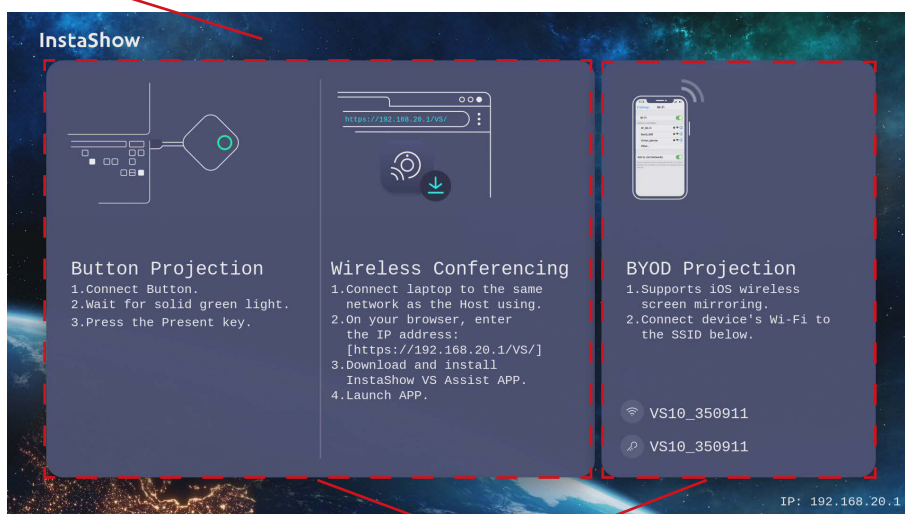 InstaShow
https://192.168.20.1/VS/
Button Projection
1.Connect Button.
2.Wait for solid green light.
3.Press the Present key.
Wireless Conferencing
1.Connect laptop to the same
network as the Host using.
2.On your browser, enter
the IP address:
[https://192.168.20.1/VS/]
3.Download and install
InstaShow VS Assist APP.
4.Launch APP.
Wi-Fi
BYOD Projection
1.Supports iOS wireless
screen mirroring.
2.Connect device's Wi-Fi to
the SSID below.
VS10_350911
VS10_350911
IP: 192.168.20.1